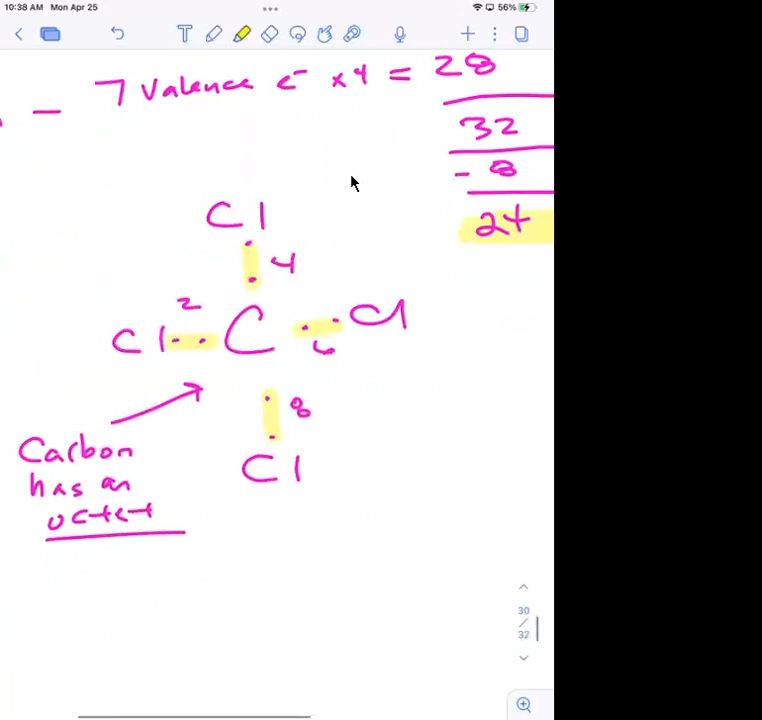 10:38 AM Mon Apr 25
56%
- 7 Valence e- x4 = 28
32
- 8
24
Cl
4
2
Cl C Cl
6
8
Cl
Carbon
has an
octet
30
/
32